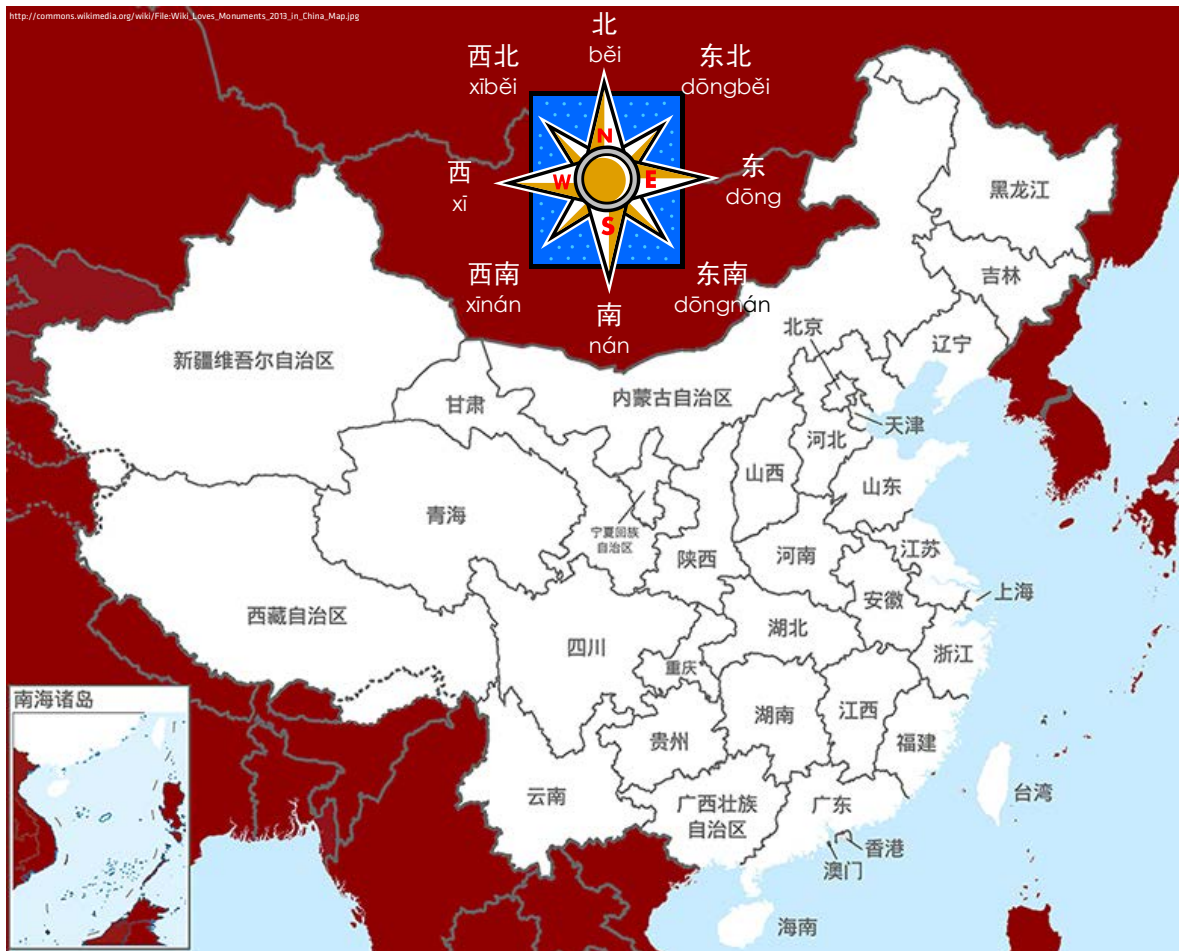 http://commons.wikimedia.org/wiki/File:Wiki_Loves_Monuments_2013_in_China_Map.jpg
北
běi
西北
xīběi
东北
dōngběi
N
西
xī
W
E
东
dōng
S
西南
xīnán
东南
dōngnán
南
nán
黑龙江
吉林
辽宁
北京
新疆维吾尔自治区
甘肃
内蒙古自治区
天津
河北
山西
山东
青海
宁夏回族
自治区
陕西
河南
江苏
安徽
上海
西藏自治区
四川
湖北
重庆
浙江
南海诸岛
湖南
江西
贵州
福建
云南
广西壮族
自治区
广东
台湾
香港
澳门
海南